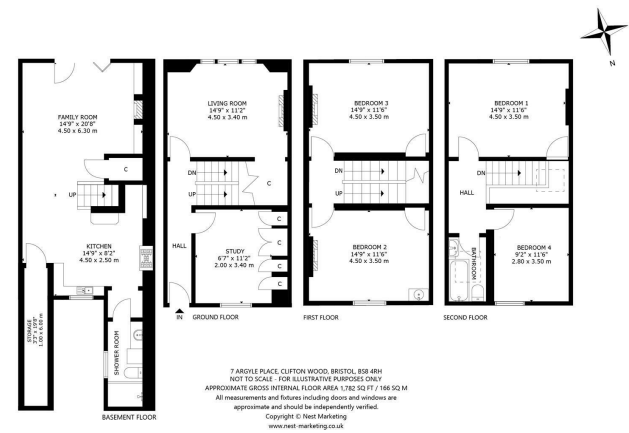 N
FAMILY ROOM
14'9" x 20'8"
4.50 x 6.30 m
C
UP
KITCHEN
14'9" x 8'2"
4.50 x 2.50 m
STORAGE
3'3" x 19'8"
1.00 x 6.00 m
SHOWER ROOM
BASEMENT FLOOR
LIVING ROOM
14'9" x 11'2"
4.50 x 3.40 m
DN
UP
C
HALL
STUDY
6'7" x 11'2"
2.00 x 3.40 m
C
C
C
C
IN
GROUND FLOOR
BEDROOM 3
14'9" x 11'6"
4.50 x 3.50 m
DN
UP
BEDROOM 2
14'9" x 11'6"
4.50 x 3.50 m
FIRST FLOOR
BEDROOM 1
14'9" x 11'6"
4.50 x 3.50 m
DN
HALL
BATHROOM
BEDROOM 4
9'2" x 11'6"
2.80 x 3.50 m
SECOND FLOOR
7 ARGYLE PLACE, CLIFTON WOOD, BRISTOL, BS8 4RH
NOT TO SCALE - FOR ILLUSTRATIVE PURPOSES ONLY
APPROXIMATE GROSS INTERNAL FLOOR AREA 1,782 SQ FT / 166 SQ M
All measurements and fixtures including doors and windows are
approximate and should be independently verified.
Copyright © Nest Marketing
www.nest-marketing.co.uk